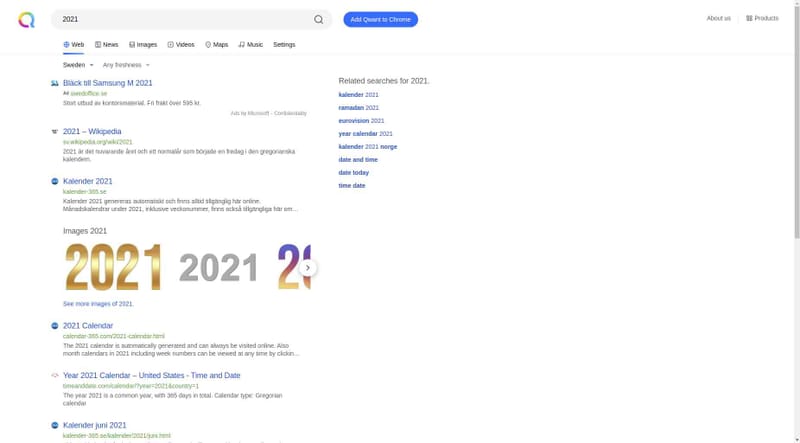 2021
Add Qwant to Chrome
About us
Products
Web
News
Images
Videos
Maps
Music
Settings
Sweden
Any freshness
Bläck till Samsung M 2021
Ad swedoffice.se
Stort utbud av kontorsmaterial. Fri frakt över 595 kr.
Ads by Microsoft -
2021 – Wikipedia
sv.wikipedia.org/wiki/2021
2021 är det nuvarande året och ett normalår som började en fredag i den gregorianska
kalendern.
Kalender 2021
kalender-365.se
Kalender 2021 genereras automatiskt och finns alltid tillgänglig här online.
Månadskalendrar under 2021, inklusive veckonummer, finns också tillgängliga här om...
Images 2021
2021
2021
See more images of 2021.
2021 Calendar
calendar-365.com/2021-calendar.html
The 2021 calendar is automatically generated and can always be visited online. Also
month calendars in 2021 including week numbers can be viewed at any time by clickin...
Year 2021 Calendar – United States - Time and Date
timeanddate.com/calendar/?year=2021&country=1
The year 2021 is a common year, with 365 days in total. Calendar type: Gregorian
calendar
Kalender juni 2021
kalender-365.se/kalender/2021/juni.html
Related searches for 2021.
kalender 2021
ramadan 2021
eurovision 2021
year calendar 2021
kalender 2021 norge
date and time
date today
time date